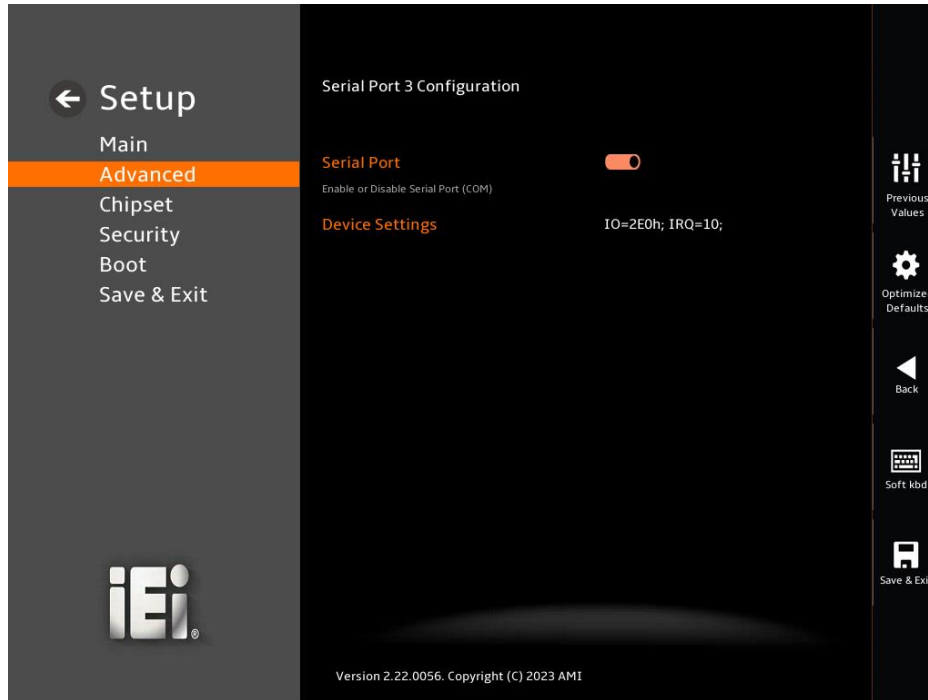 Setup
Main
Advanced
Chipset
Security
Boot
Save & Exit
iEi®
Serial Port 3 Configuration
Serial Port
Enable or Disable Serial Port (COM)
Device Settings IO=2E0h; IRQ=10;
Version 2.22.0056. Copyright (C) 2023 AMI
Previous
Values
Optimize
Defaults
Back
Soft kbd
Save & Exi